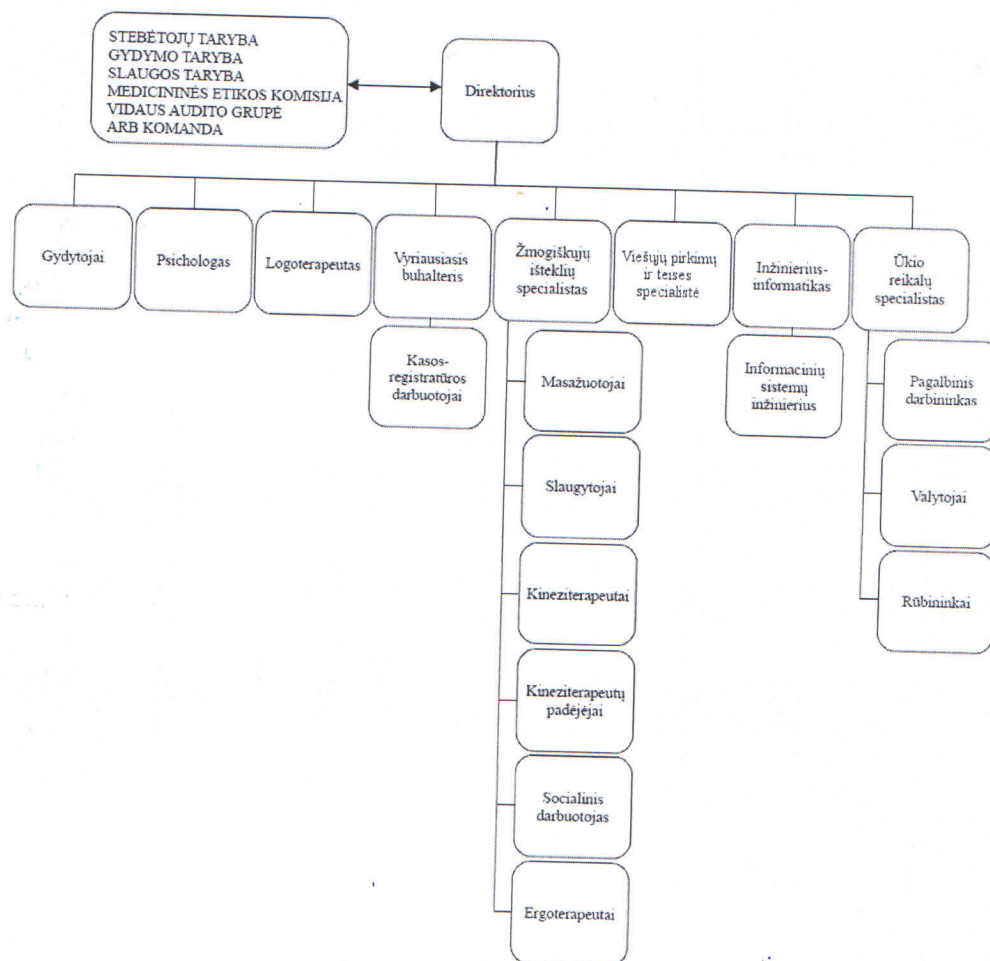 STEBĖTOJŲ TARYBA
GYDYMO TARYBA
SLAUGOS TARYBA
MEDICININĖS ETIKOS KOMISIJA
VIDAUS AUDITO GRUPĖ
ARB KOMANDA
Direktorius
Gydytojai
Psichologas
Logoterapeutas
Vyriausiasis
buhalteris
Žmogiškųjų
išteklių
specialistas
Viešųjų pirkimų
ir teisės
specialistė
Inžinierius-
informatikas
Ūkio
reikalų
specialistas
Kasos-
registratūros
darbuotojai
Masažuotojai
Slaugytojai
Kineziterapeutai
Kineziterapeutų
padėjėjai
Socialinis
darbuotojas
Ergoterapeutai
Informacinių
sistemų
inžinierius
Pagalbinis
darbininkas
Valytojai
Rūbininkai